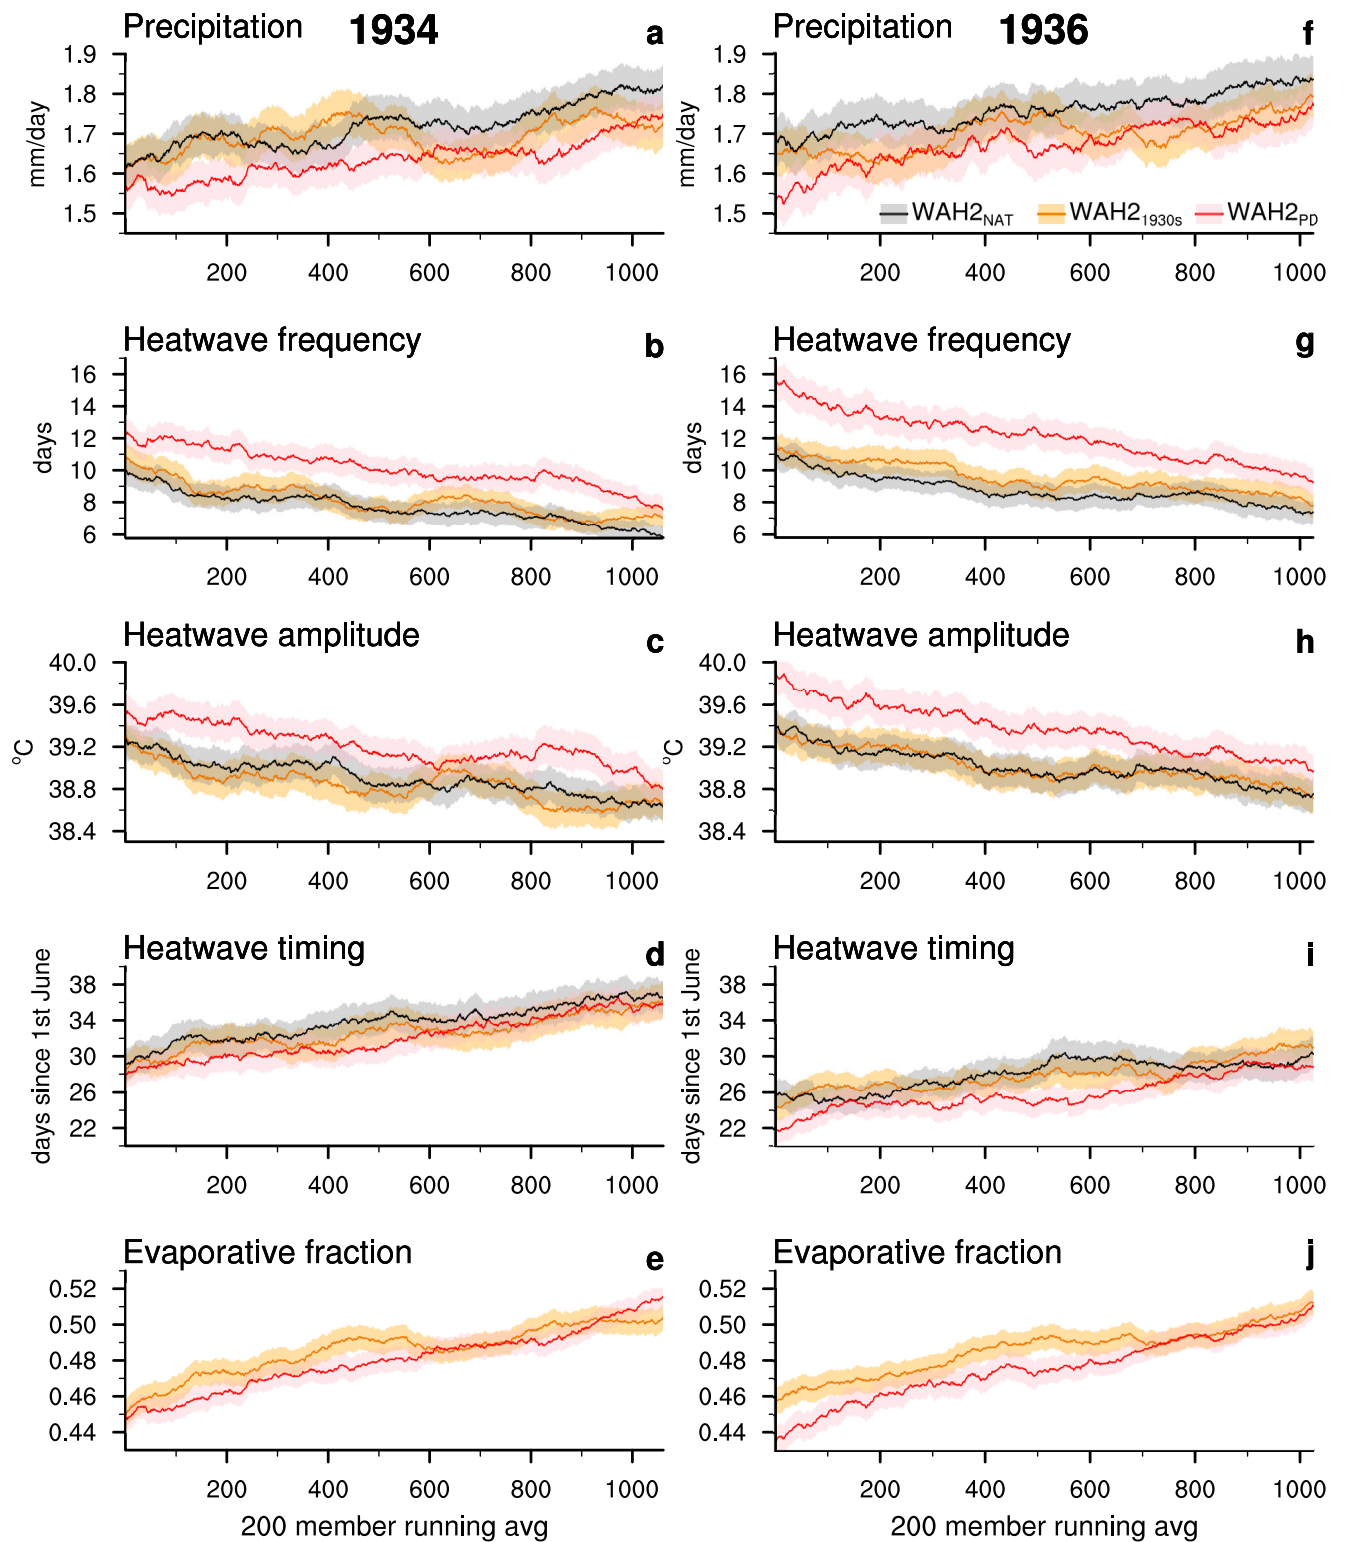 Precipitation 1934 a
1.9
1.8
1.7
1.6
1.5
mm/day
200 400 600 800 1000
Precipitation 1936 f
1.9
1.8
1.7
1.6
1.5
mm/day
WAH2NAT WAH21930s WAH2PD
200 400 600 800 1000
Heatwave frequency b
16
14
12
10
8
6
days
200 400 600 800 1000
Heatwave frequency g
16
14
12
10
8
6
days
200 400 600 800 1000
Heatwave amplitude c
40.0
39.6
39.2
38.8
38.4
°C
200 400 600 800 1000
Heatwave amplitude h
40.0
39.6
39.2
38.8
38.4
°C
200 400 600 800 1000
Heatwave timing d
38
34
30
26
22
days since 1st June
200 400 600 800 1000
Heatwave timing i
38
34
30
26
22
days since 1st June
200 400 600 800 1000
Evaporative fraction e
0.52
0.50
0.48
0.46
0.44
200 400 600 800 1000
200 member running avg
Evaporative fraction j
0.52
0.50
0.48
0.46
0.44
200 400 600 800 1000
200 member running avg